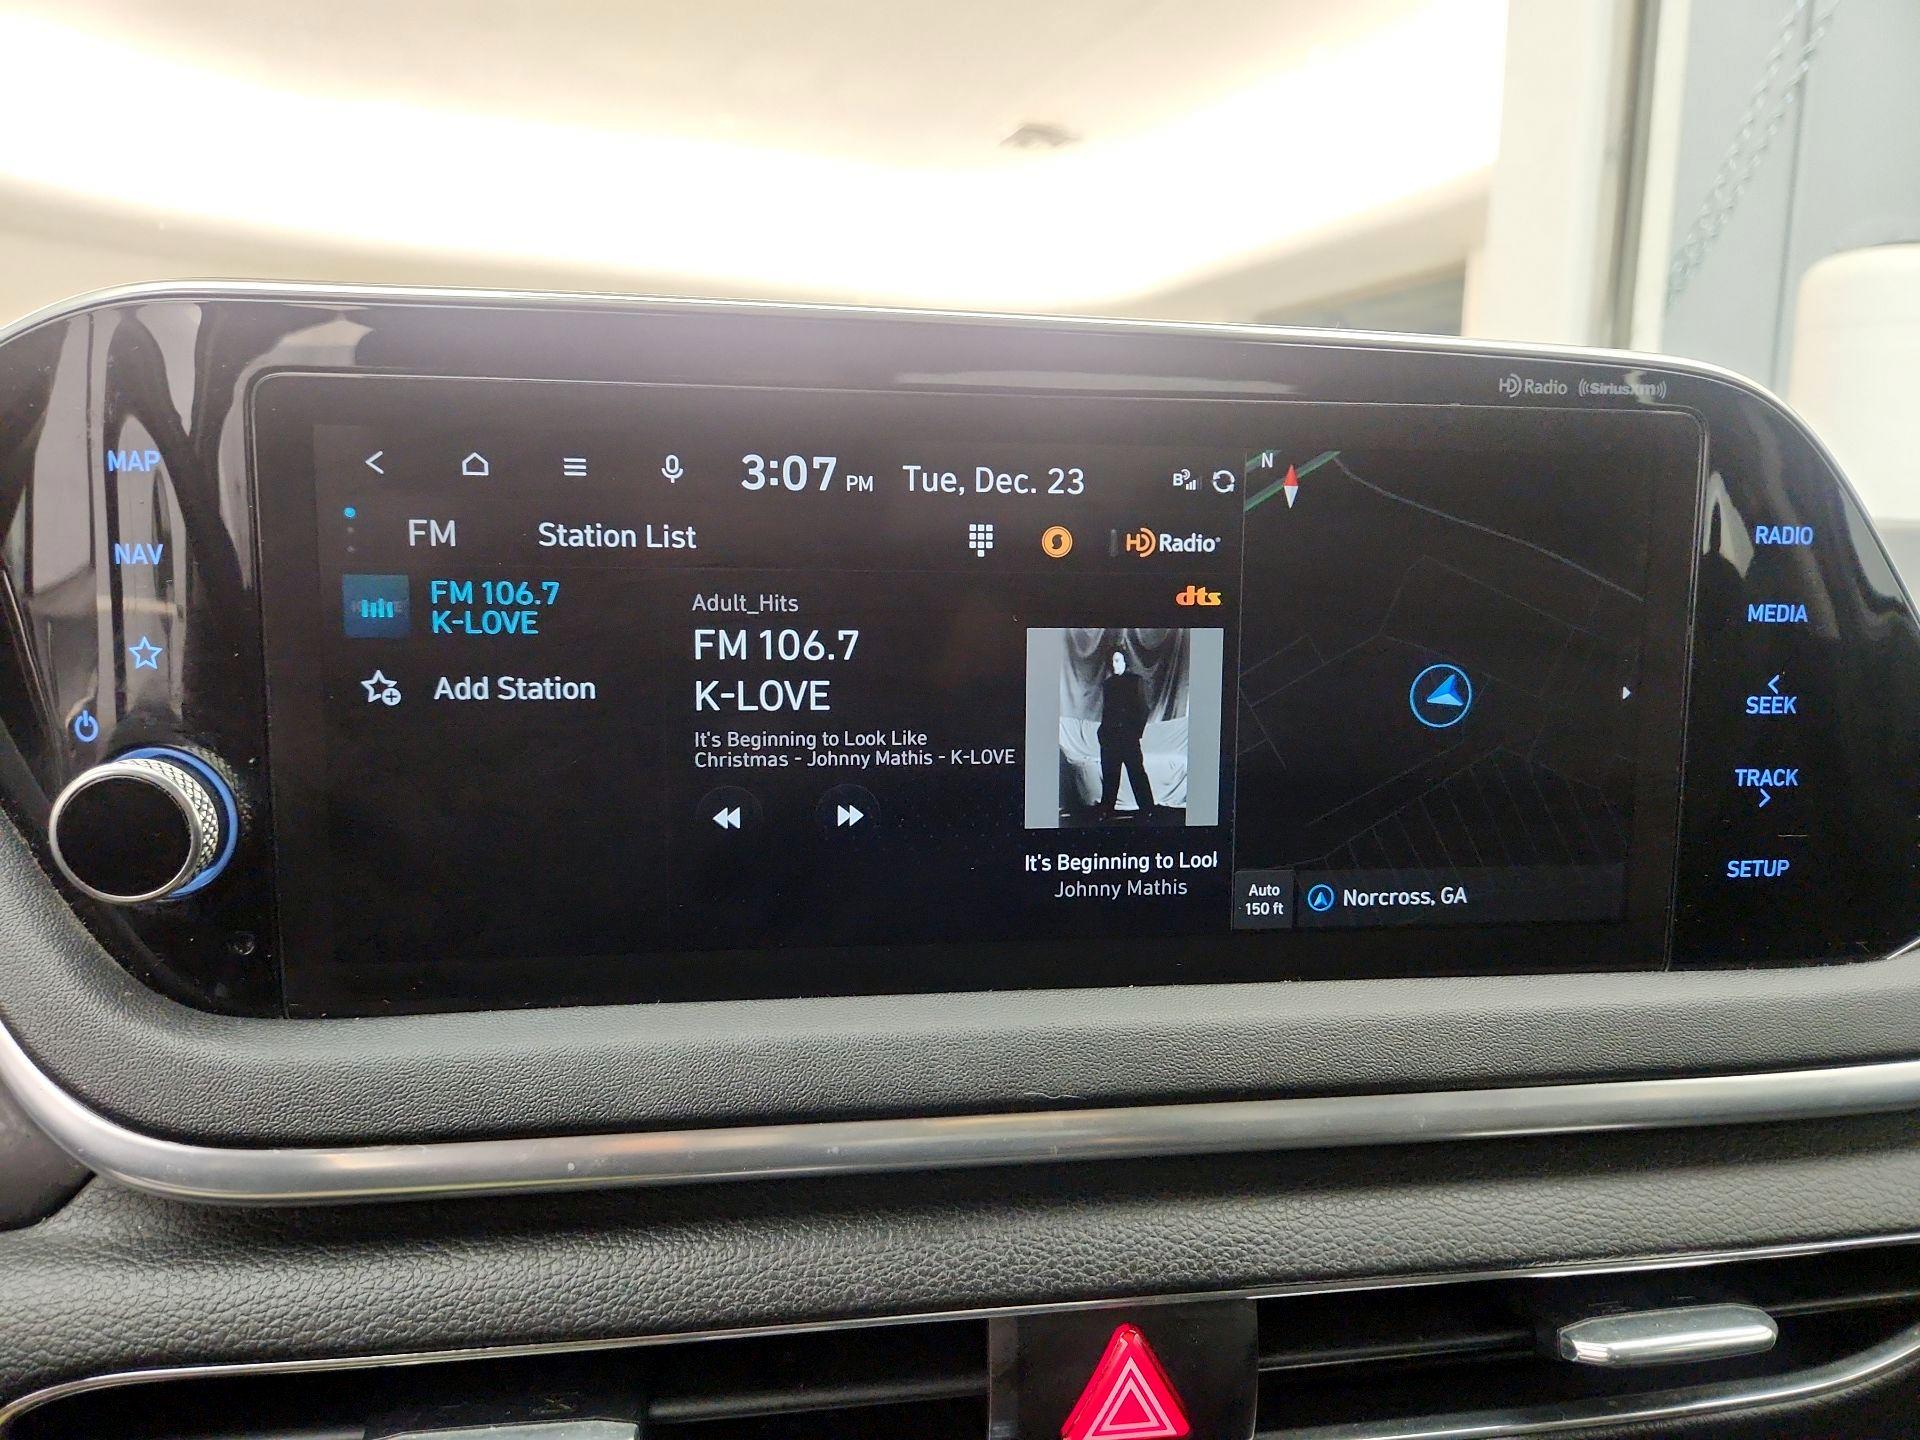 HD Radio ((SiriusXM))
MAP
NAV
3:07 PM Tue, Dec. 23
B
N
FM
Station List
HD Radio
FM 106.7
K-LOVE
Add Station
Adult_Hits
dts
FM 106.7
K-LOVE
It's Beginning to Look Like
Christmas - Johnny Mathis - K-LOVE
It's Beginning to Lool
Johnny Mathis
Auto
150 ft
Norcross, GA
RADIO
MEDIA
SEEK
TRACK
SETUP